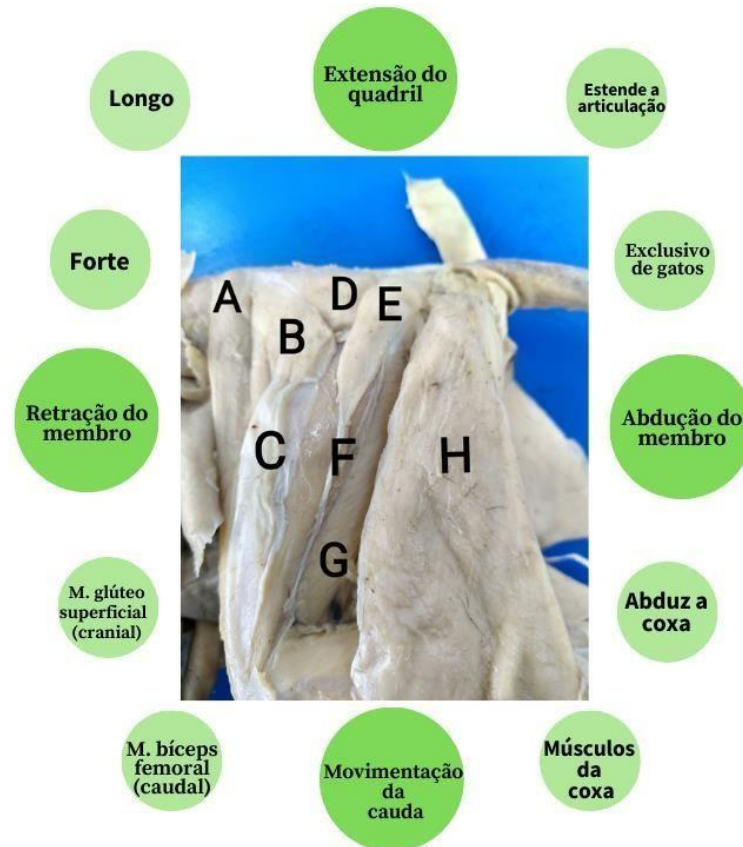 Extensão do
quadril
Longo
Estende a
articulação
Forte
Exclusivo
de gatos
A
D
E
B
Retração do
membro
Abdução do
membro
C
F
H
G
M. glúteo
superficial
(cranial)
Abduz a
coxa
M. bíceps
femoral
(caudal)
Movimentação
da
cauda
Músculos
da
coxa